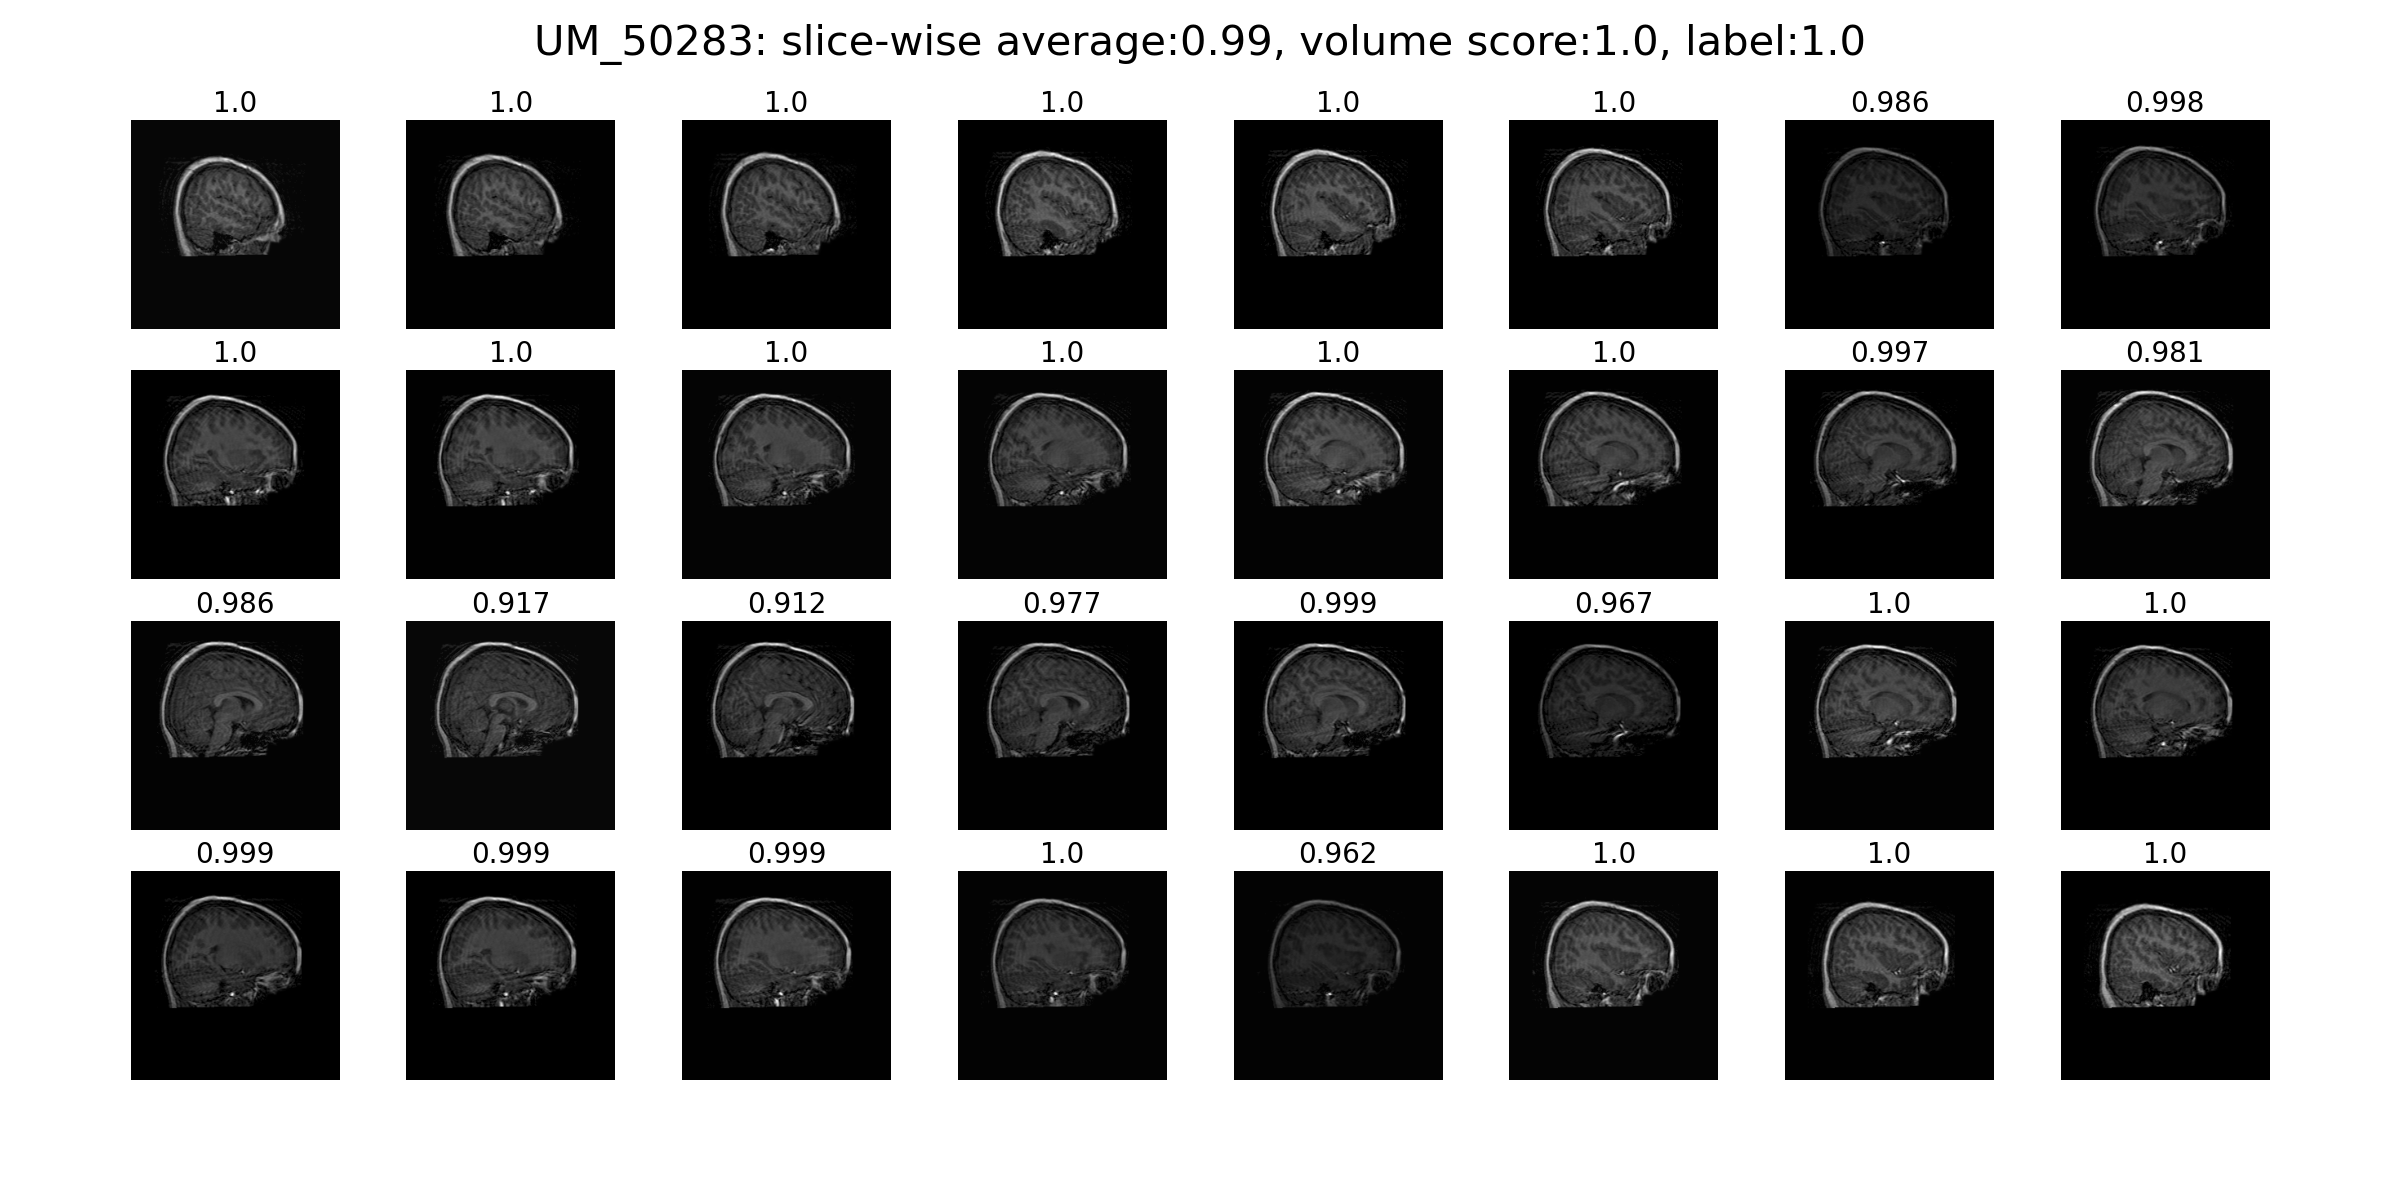 UM_50283: slice-wise average:0.99, volume score:1.0, label:1.0
1.0 1.0 1.0 1.0 1.0 1.0 0.986 0.998
1.0 1.0 1.0 1.0 1.0 1.0 0.997 0.981
0.986 0.917 0.912 0.977 0.999 0.967 1.0 1.0
0.999 0.999 0.999 1.0 0.962 1.0 1.0 1.0